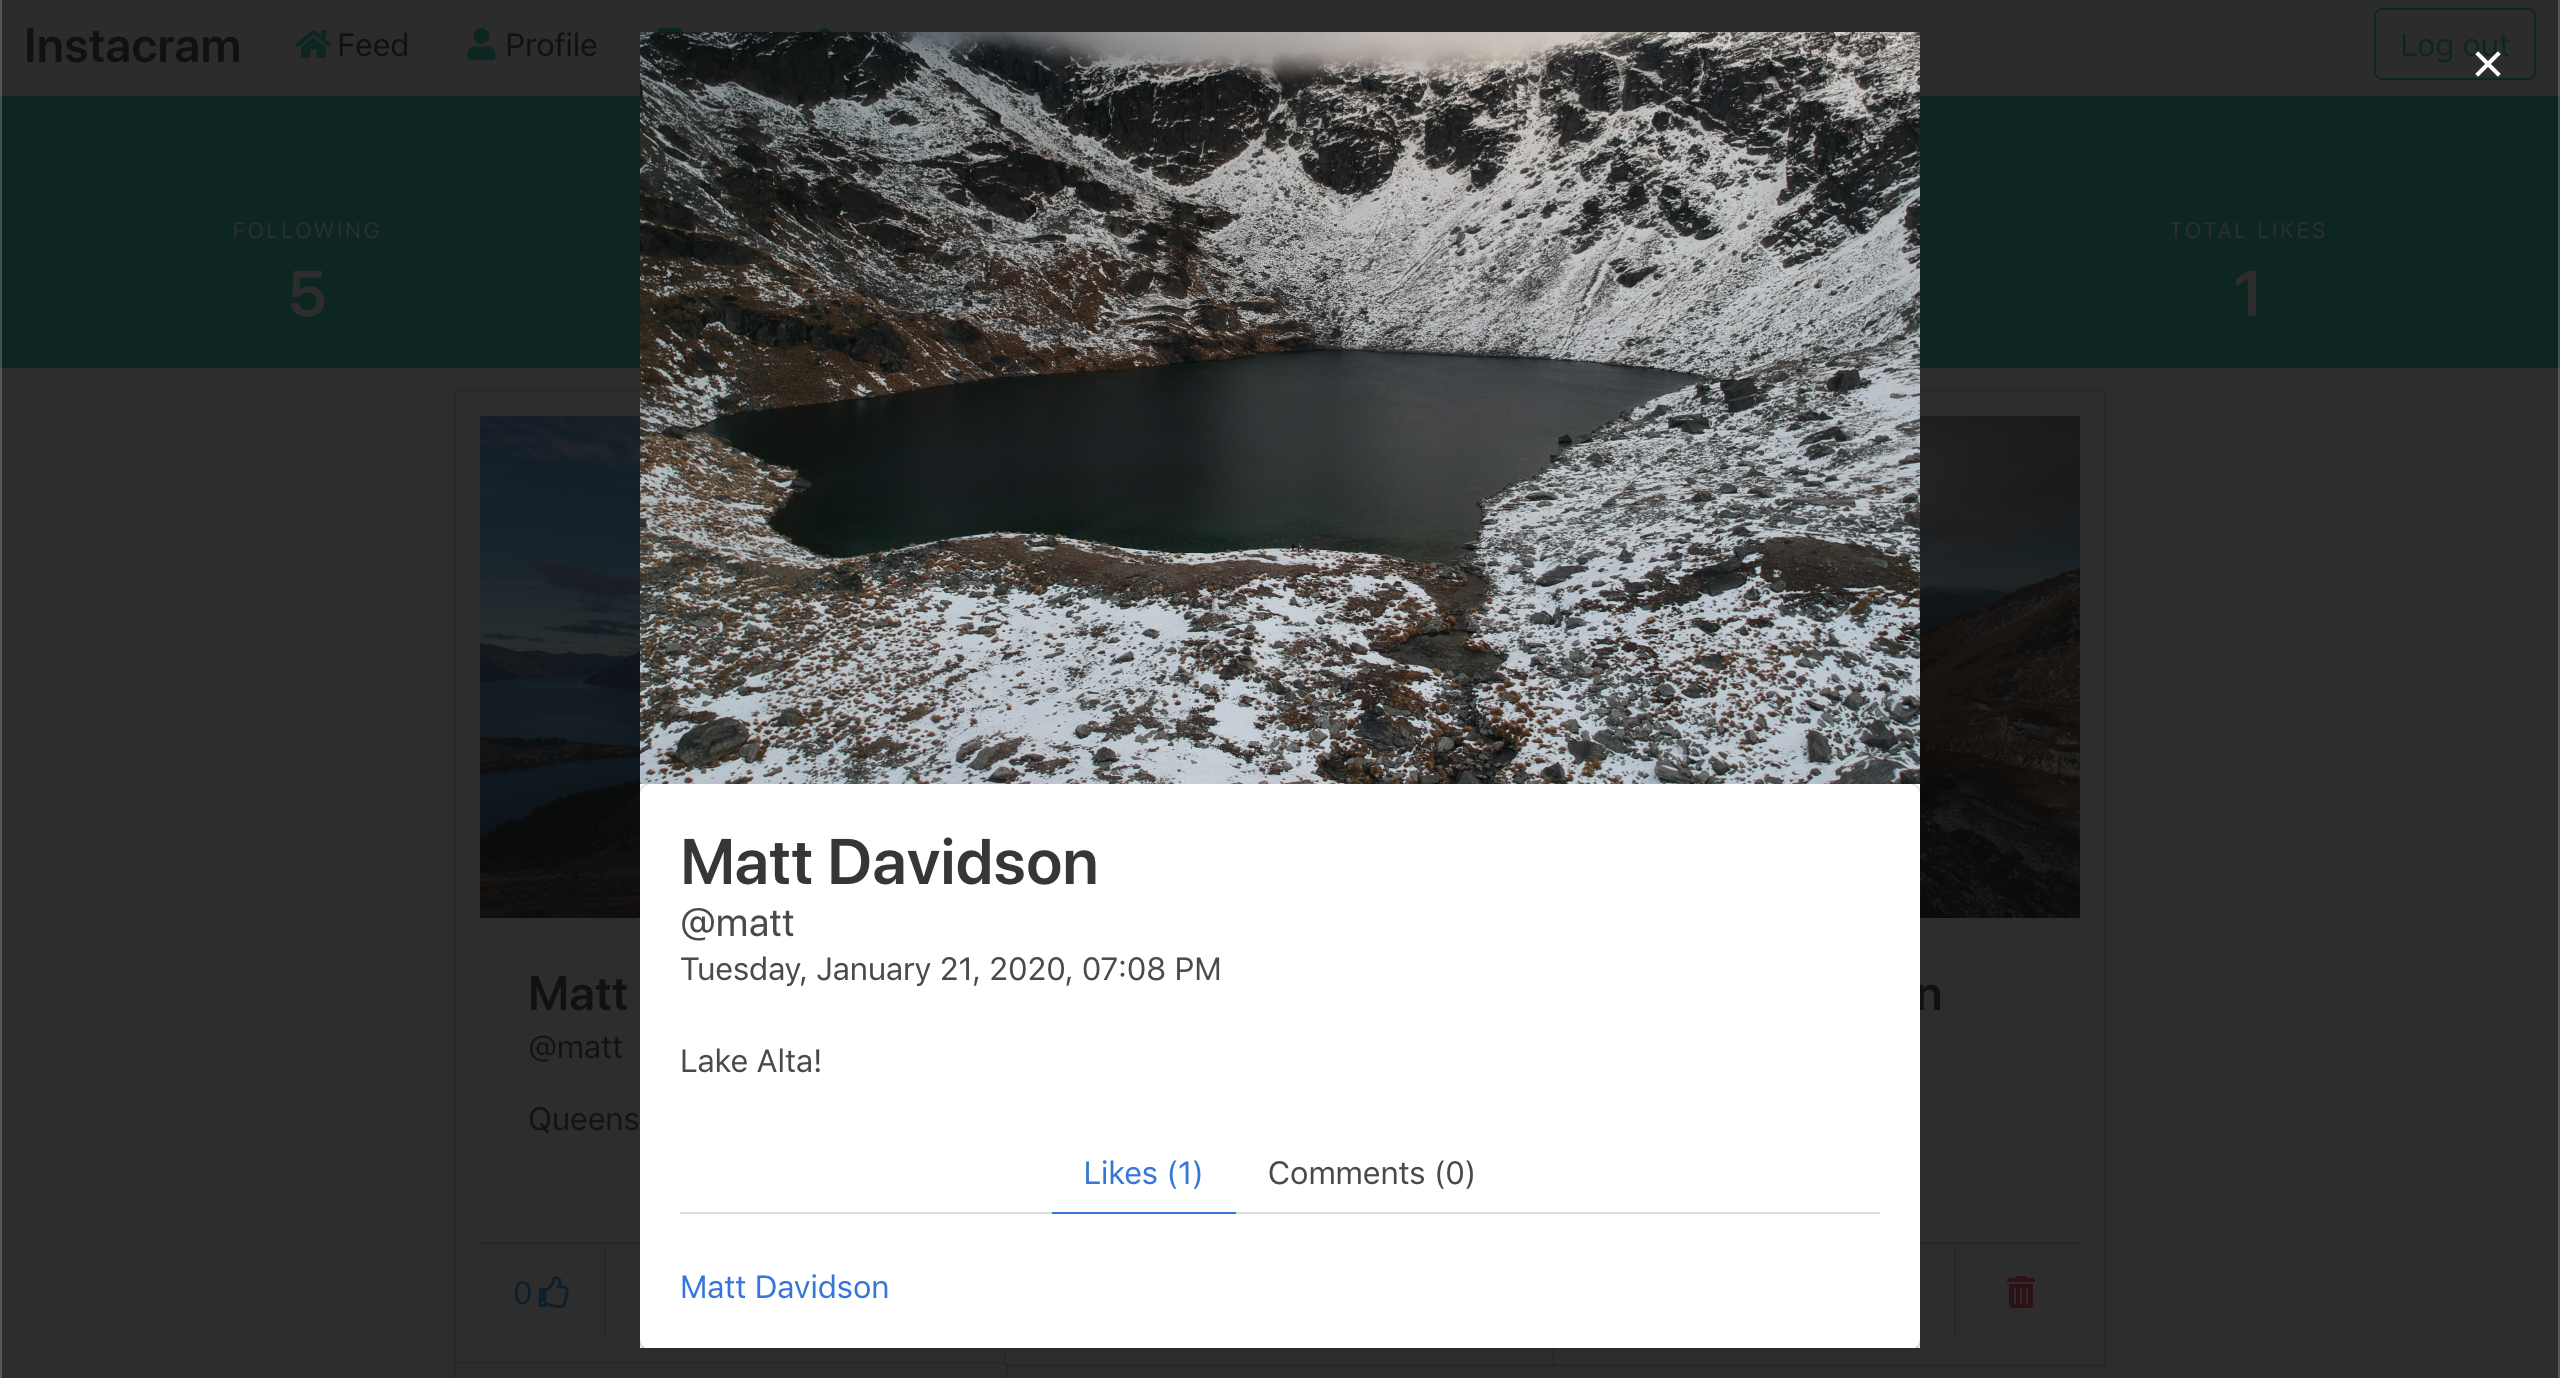 Instacram
Feed
Profile
Log out
FOLLOWING
5
TOTAL LIKES
1
Matt Davidson
@matt
Tuesday, January 21, 2020, 07:08 PM
Lake Alta!
Likes (1)
Comments (0)
Matt Davidson
Matt
@matt
Queens
0
n